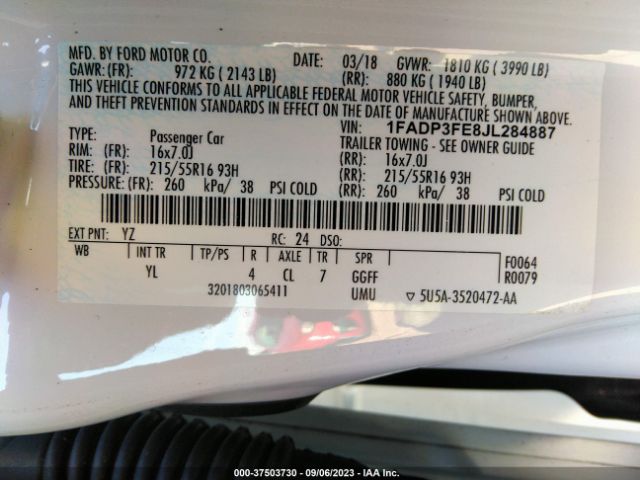 MFD. BY FORD MOTOR CO. DATE: 03/18 GVWR: 1810 KG ( 3990 LB)
GAWR: (FR): 972 KG ( 2143 LB) (RR): 880 KG ( 1940 LB)
THIS VEHICLE CONFORMS TO ALL APPLICABLE FEDERAL MOTOR VEHICLE SAFETY, BUMPER,
AND THEFT PREVENTION STANDARDS IN EFFECT ON THE DATE OF MANUFACTURE SHOWN ABOVE.
VIN: 1FADP3FE8JL284887
TYPE: Passenger Car TRAILER TOWING - SEE OWNER GUIDE
RIM: (FR): 16x7.0J (RR): 16x7.0J
TIRE: (FR): 215/55R16 93H (RR): 215/55R16 93H
PRESSURE: (FR): 260 kPa/ 38 PSI COLD (RR): 260 kPa/ 38 PSI COLD
EXT PNT: YZ RC: 24 DSO:
WB INT TR TP/PS R AXLE TR SPR F0064
YL 4 CL 7 GGFF R0079
3201803065411 UMU ▽ 5U5A-3520472-AA
000-37503730 - 09/06/2023 - IAA Inc.